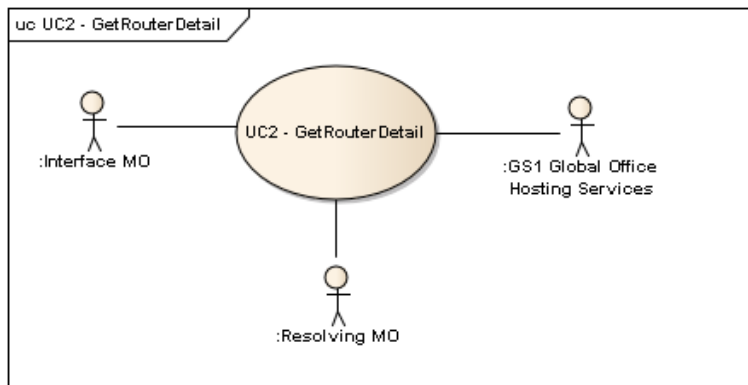 uc UC2 - GetRouterDetail
UC2 - GetRouterDetail
:Interface MO
:GS1 Global Office
Hosting Services
:Resolving MO